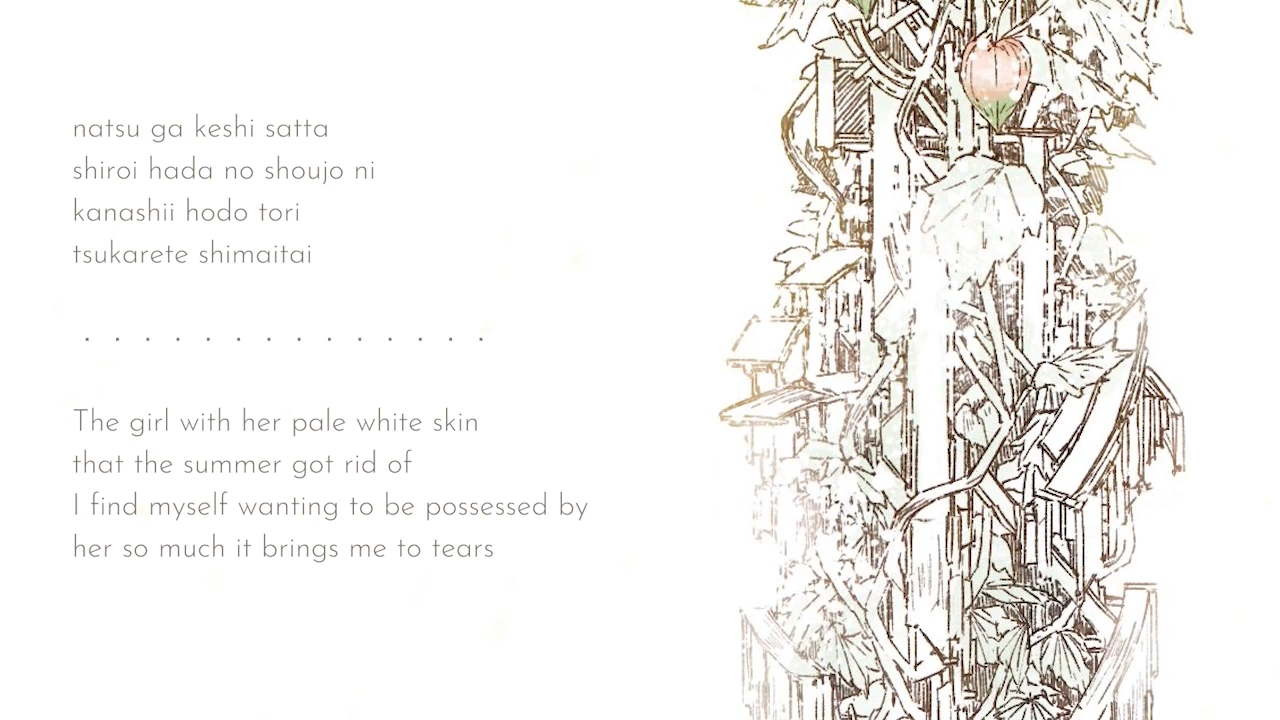 natsu ga keshi satta
shiroi hada no shoujo ni
kanashii hodo tori
tsukarete shimaitai
. . . . . . . . . . . . . .
The girl with her pale white skin
that the summer got rid of
I find myself wanting to be possessed by
her so much it brings me to tears